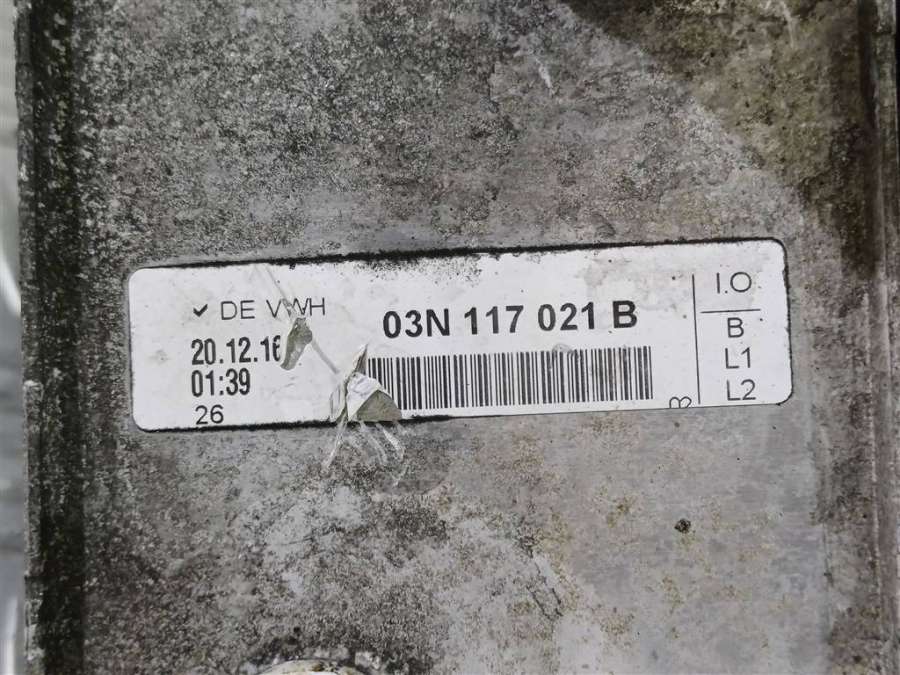 ✓ DE VWH
03N 117 021 B
20.12.16
01:39
26
I.O
B
L1
L2